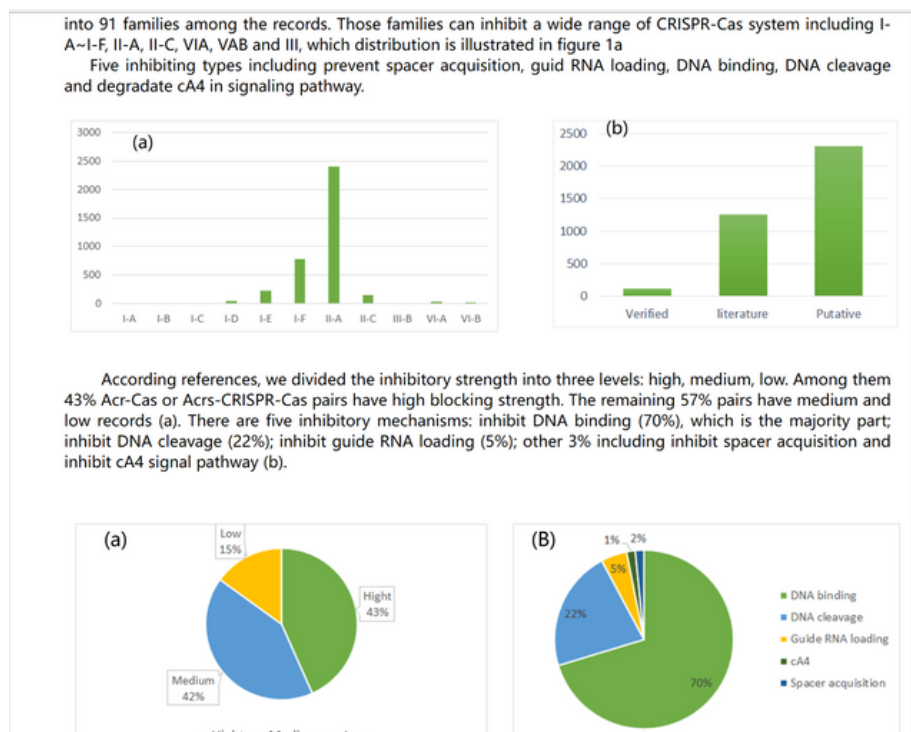 into 91 families among the records. Those families can inhibit a wide range of CRISPR-Cas system including I-
A~I-F, II-A, II-C, VIA, VAB and III, which distribution is illustrated in figure 1a
Five inhibiting types including prevent spacer acquisition, guid RNA loading, DNA binding, DNA cleavage
and degradate cA4 in signaling pathway.
(a)
3000
2500
2000
1500
1000
500
0
I-A I-B I-C I-D I-E I-F II-A II-C III-B VI-A VI-B
(b)
2500
2000
1500
1000
500
0
Verified literature Putative
According references, we divided the inhibitory strength into three levels: high, medium, low. Among them
43% Acr-Cas or Acrs-CRISPR-Cas pairs have high blocking strength. The remaining 57% pairs have medium and
low records (a). There are five inhibitory mechanisms: inhibit DNA binding (70%), which is the majority part;
inhibit DNA cleavage (22%); inhibit guide RNA loading (5%); other 3% including inhibit spacer acquisition and
inhibit cA4 signal pathway (b).
(a)
Low
15%
Hight
43%
Medium
42%
(B)
1% 2%
5%
22%
70%
DNA binding
DNA cleavage
Guide RNA loading
cA4
Spacer acquisition